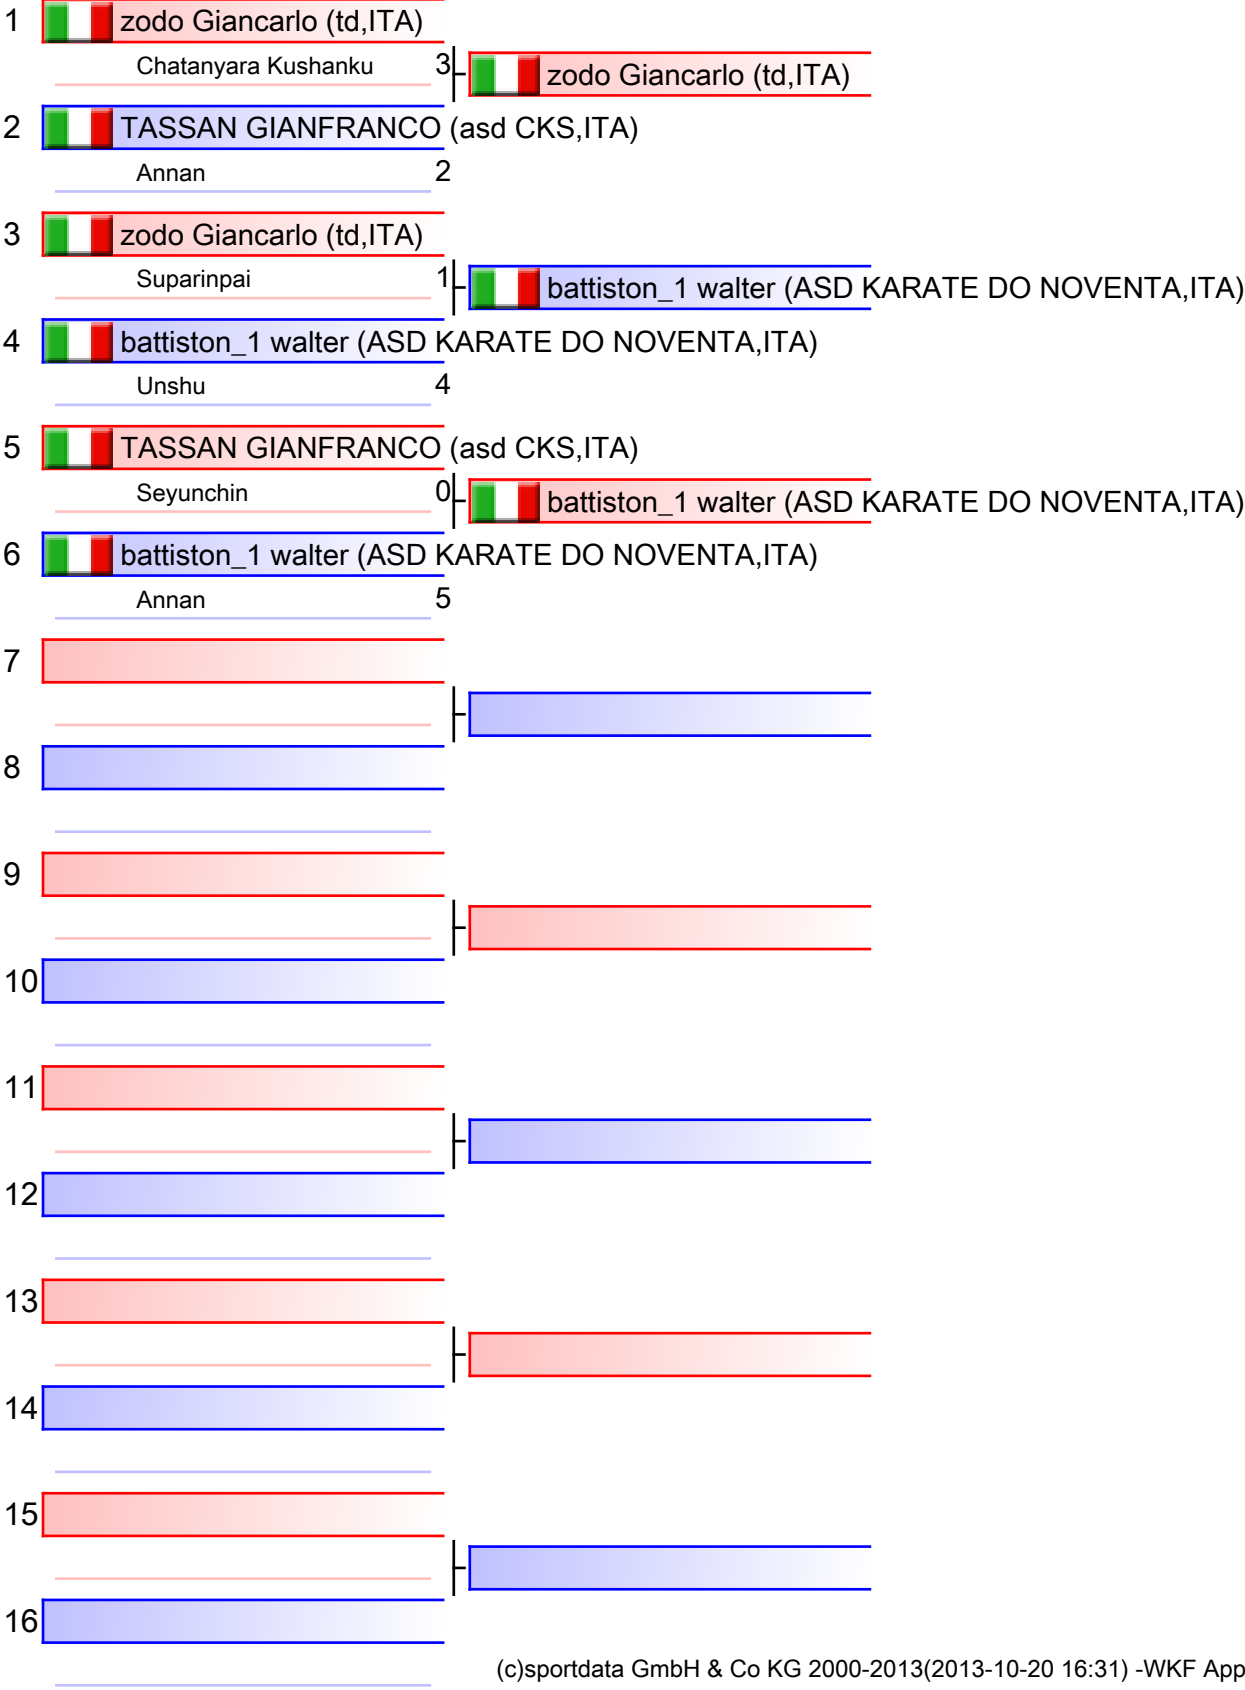 1 zodo Giancarlo (td,ITA)
Chatanyara Kushanku 3
zodo Giancarlo (td,ITA)
2 TASSAN GIANFRANCO (asd CKS,ITA)
Annan 2
3 zodo Giancarlo (td,ITA)
Suparinpai 1
battiston_1 walter (ASD KARATE DO NOVENTA,ITA)
4 battiston_1 walter (ASD KARATE DO NOVENTA,ITA)
Unshu 4
5 TASSAN GIANFRANCO (asd CKS,ITA)
Seyunchin 0
battiston_1 walter (ASD KARATE DO NOVENTA,ITA)
6 battiston_1 walter (ASD KARATE DO NOVENTA,ITA)
Annan 5
7
8
9
10
11
12
13
14
15
16
(c)sportdata GmbH & Co KG 2000-2013(2013-10-20 16:31) -WKF App